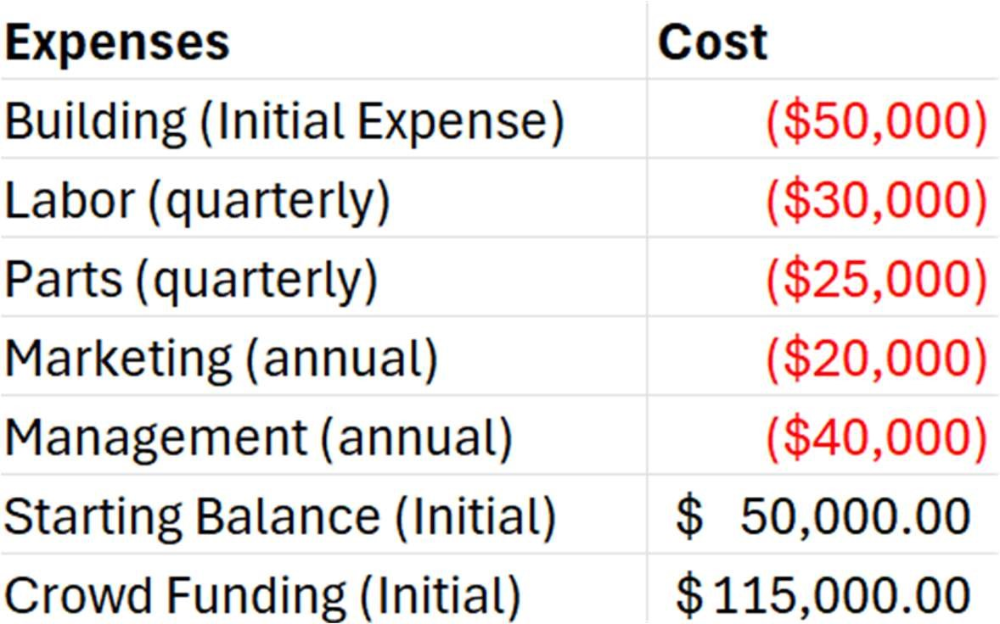 Expenses Cost
Building (Initial Expense) ($50,000)
Labor (quarterly) ($30,000)
Parts (quarterly) ($25,000)
Marketing (annual) ($20,000)
Management (annual) ($40,000)
Starting Balance (Initial) $ 50,000.00
Crowd Funding (Initial) $115,000.00